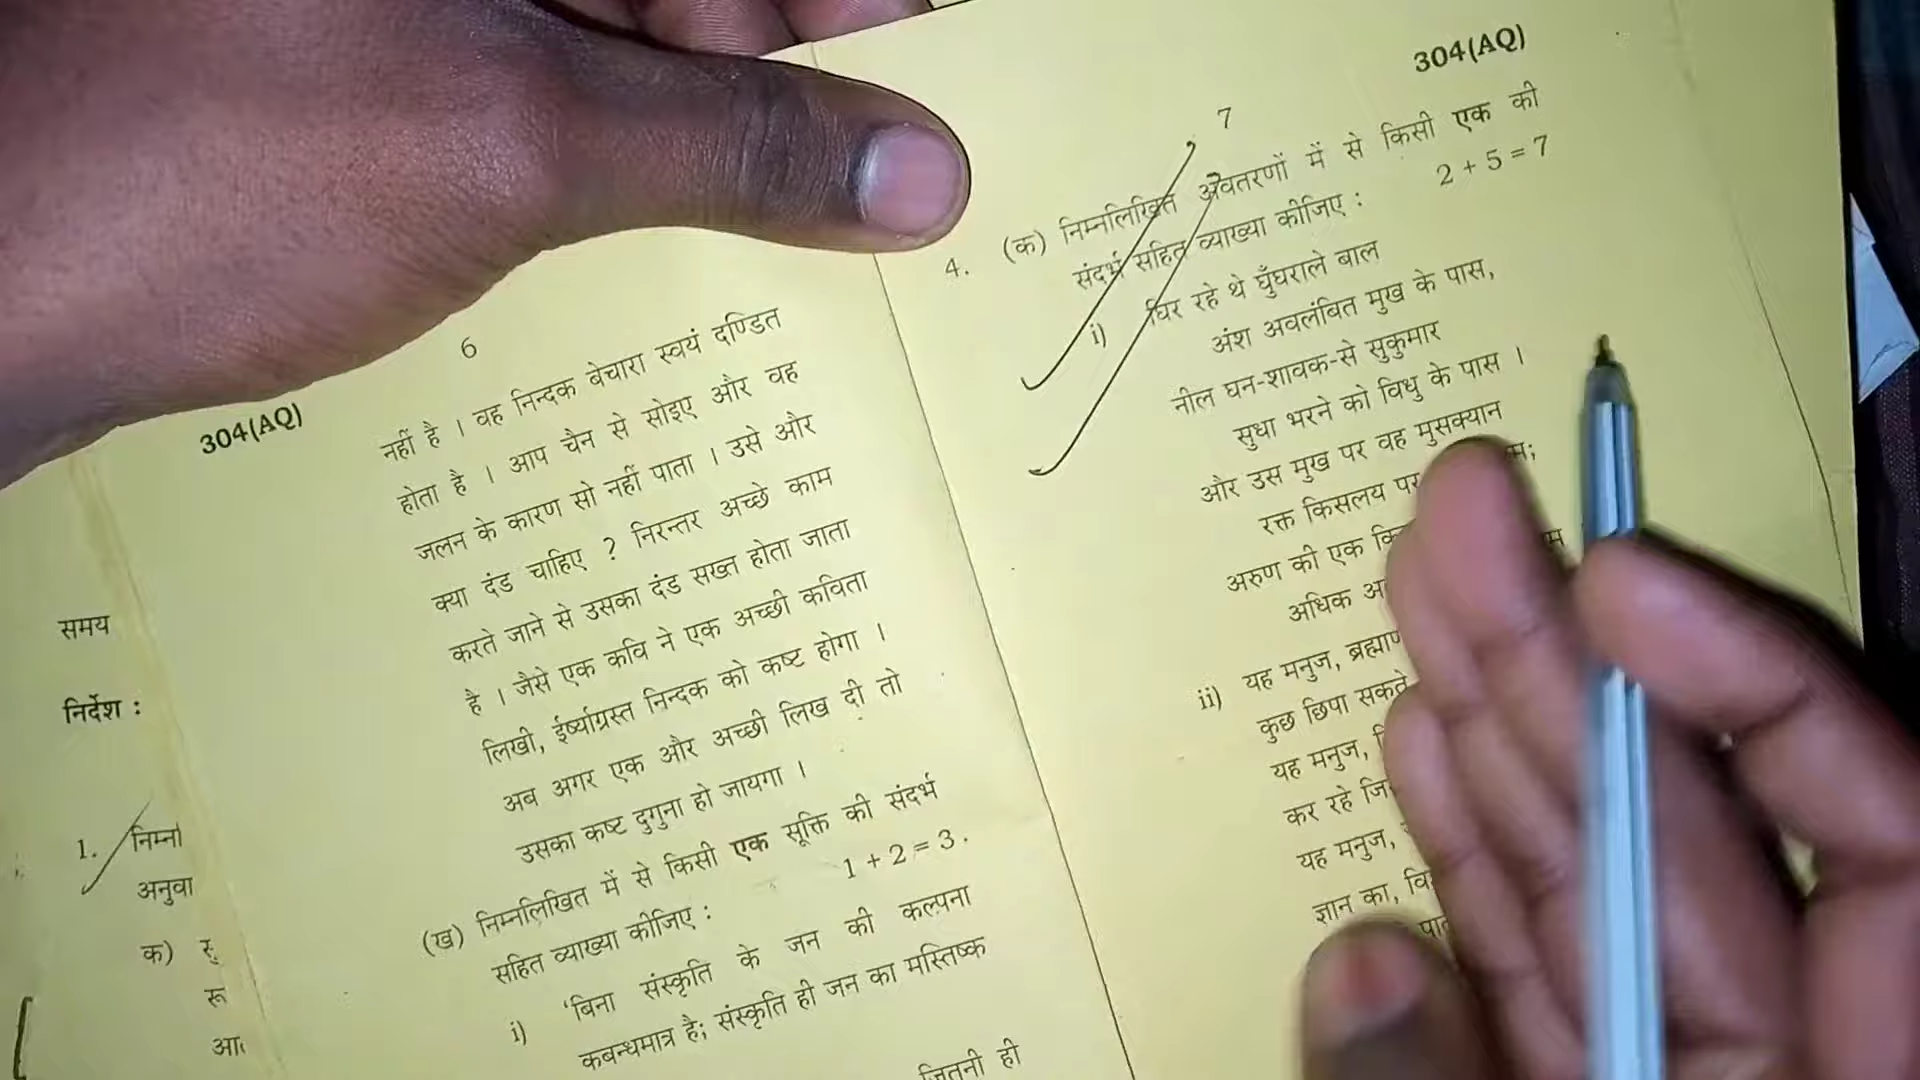 304(AQ)
6
नहीं है । वह निन्दक बेचारा स्वयं दण्डित
होता है । आप चैन से सोइए और वह
जलन के कारण सो नहीं पाता । उसे और
क्या दंड चाहिए ? निरन्तर अच्छे काम
करते जाने से उसका दंड सख्त होता जाता
है । जैसे एक कवि ने एक अच्छी कविता
लिखी, ईर्ष्याग्रस्त निन्दक को कष्ट होगा ।
अब अगर एक और अच्छी लिख दी तो
उसका कष्ट दुगुना हो जायगा ।
(ख) निम्नलिखित में से किसी एक सूक्ति की संदर्भ
सहित व्याख्या कीजिए : 1 + 2 = 3 .
i) ‘बिना संस्कृति के जन की कल्पना
कबन्धमात्र है; संस्कृति ही जन का मस्तिष्क
जितनी ही
समय
निर्देश :
1.
क)
304(AQ)
7
4. (क) निम्नलिखित अवतरणों में से किसी एक की
संदर्भ सहित व्याख्या कीजिए : 2 + 5 = 7
i) घिर रहे थे घुँघराले बाल
अंश अवलंबित मुख के पास,
नील घन-शावक-से सुकुमार
सुधा भरने को विधु के पास ।
और उस मुख पर वह मुसक्यान
रक्त किसलय पर
अरुण की एक
अधिक
ii) यह मनुज,
कुछ छिपा सकते
यह मनुज,
कर रहे
यह मनुज,
ज्ञान का,